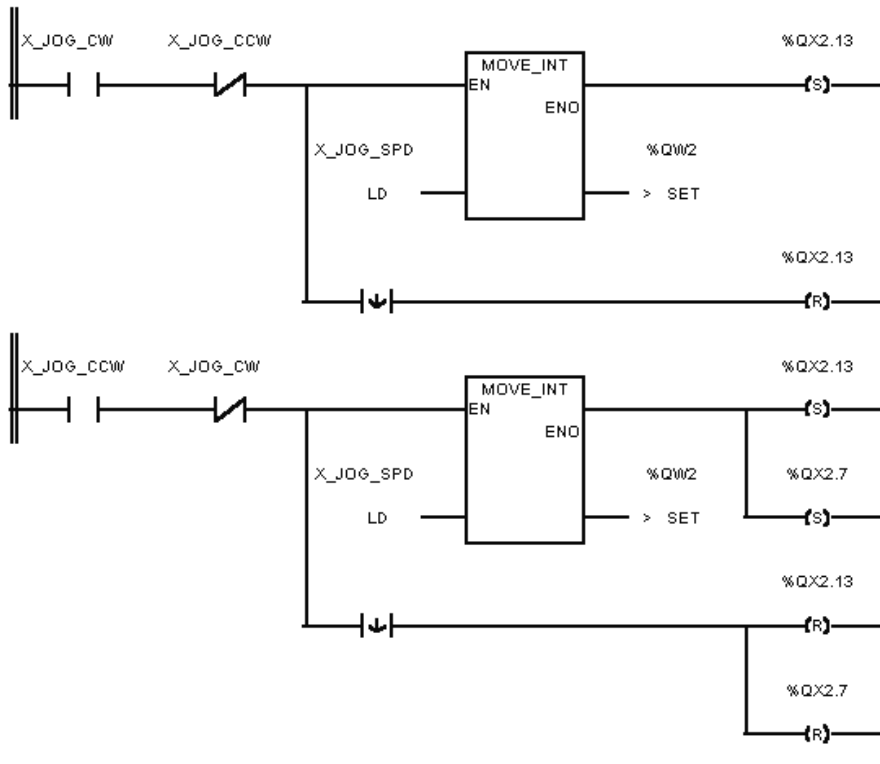 X_JOG_CW X_JOG_CCW %QX2.13
MOVE_INT
EN (S)
ENO
X_JOG_SPD %QW2
LD > SET
%QX2.13
(R)
X_JOG_CCW X_JOG_CW %QX2.13
MOVE_INT
EN (S)
ENO
X_JOG_SPD %QW2 %QX2.7
LD > SET (S)
%QX2.13
(R)
%QX2.7
(R)